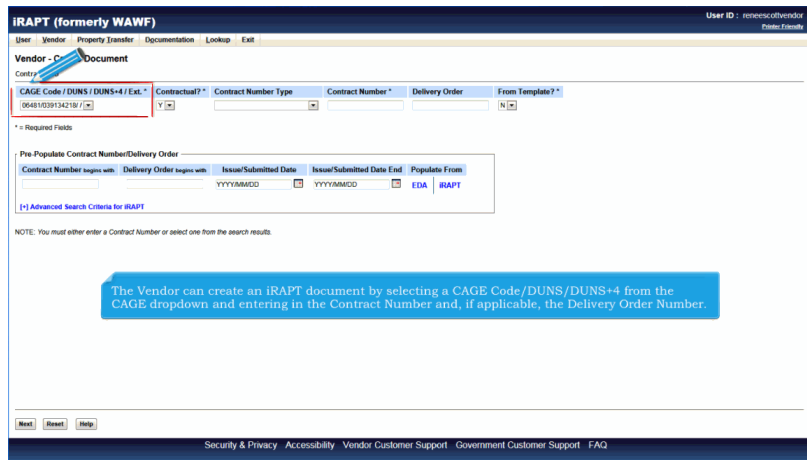 iRAPT (formerly WAWF)
User ID : reneescottvendor
Printer Friendly
User Vendor Property Transfer Documentation Lookup Exit
Vendor - C Document
Contra
CAGE Code / DUNS / DUNS+4 / Ext. * Contractual? * Contract Number Type Contract Number * Delivery Order From Template? *
06481/039134218/ / Y N
* = Required Fields
Pre-Populate Contract Number/Delivery Order
Contract Number begins with Delivery Order begins with Issue/Submitted Date Issue/Submitted Date End Populate From
YYYY/MM/DD YYYY/MM/DD EDA iRAPT
[+] Advanced Search Criteria for iRAPT
NOTE: You must either enter a Contract Number or select one from the search results.
The Vendor can create an iRAPT document by selecting a CAGE Code/DUNS/DUNS+4 from the
CAGE dropdown and entering in the Contract Number and, if applicable, the Delivery Order Number.
Next Reset Help
Security & Privacy Accessibility Vendor Customer Support Government Customer Support FAQ